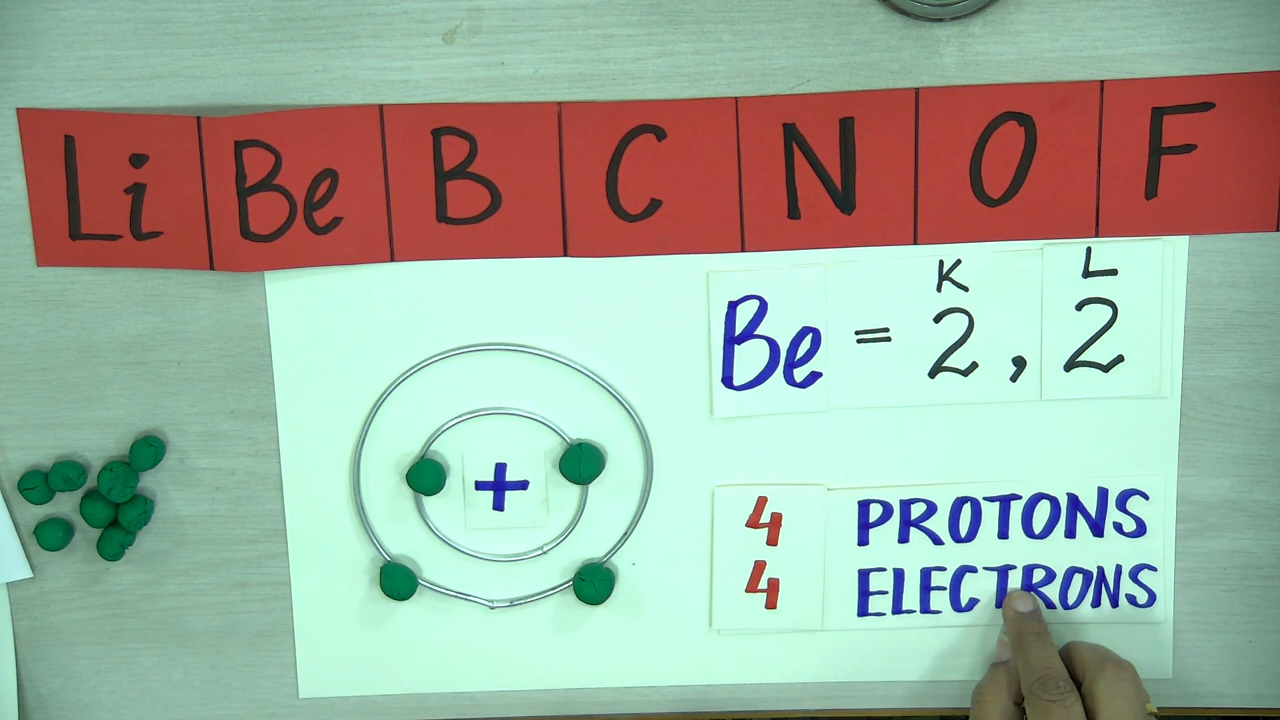 Li Be B C N O F
K L
Be = 2, 2
+
4 PROTONS
4 ELECTRONS